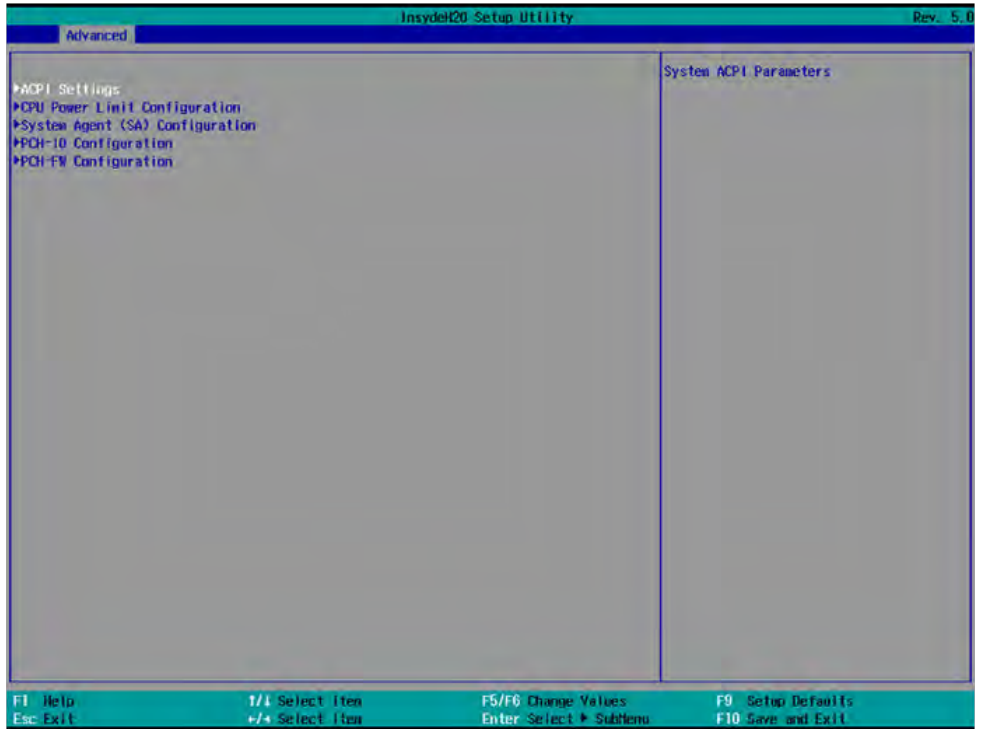 InsydeH20 Setup Utility Rev. 5.0
Advanced
▶ACPI Settings
▶CPU Power Limit Configuration
▶System Agent (SA) Configuration
▶PCH-IO Configuration
▶PCH-FW Configuration
System ACPI Parameters
F1 Help ↑/↓ Select Item F5/F6 Change Values F9 Setup Defaults
Esc Exit ←/→ Select Item Enter Select ▶ SubMenu F10 Save and Exit